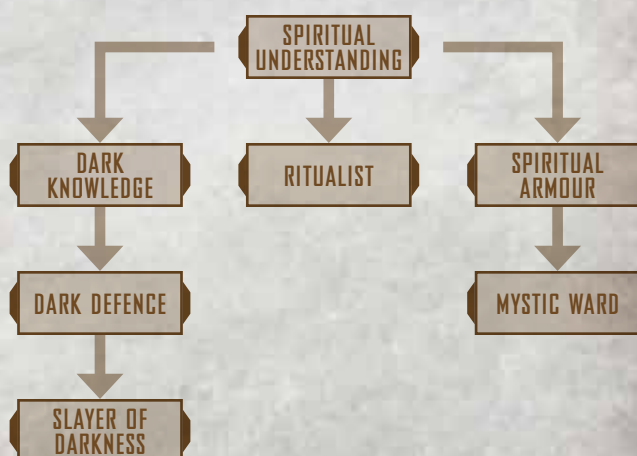 SPIRITUAL
UNDERSTANDING
DARK
KNOWLEDGE
RITUALIST
SPIRITUAL
ARMOUR
DARK DEFENCE
MYSTIC WARD
SLAYER OF
DARKNESS